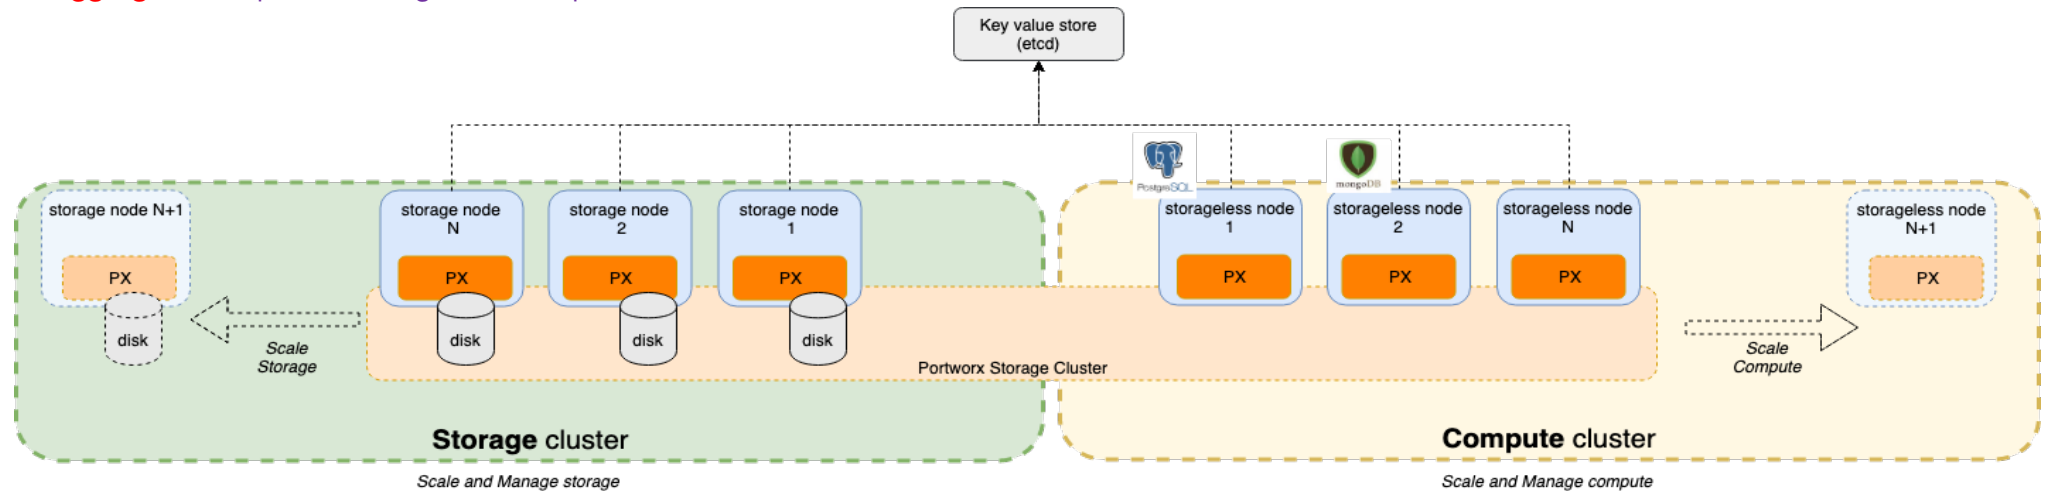 Key value store
(etcd)
PostgreSQL
mongoDB
storage node N+1
PX
disk
Scale
Storage
storage node
N
PX
disk
storage node
2
PX
disk
storage node
1
PX
disk
Portworx Storage Cluster
storageless node
1
PX
storageless node
2
PX
storageless node
N
PX
Scale
Compute
storageless node
N+1
PX
Storage cluster
Compute cluster
Scale and Manage storage
Scale and Manage compute